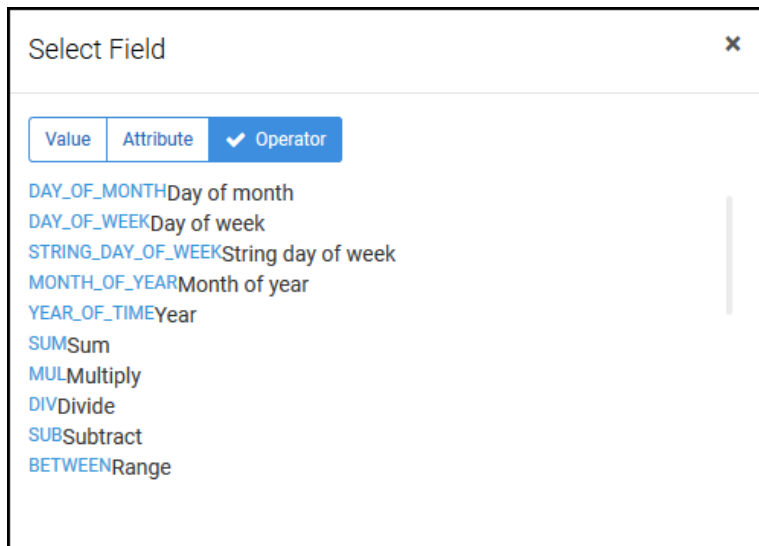 Select Field ×
Value Attribute ✓ Operator
DAY_OF_MONTHDay of month
DAY_OF_WEEKDay of week
STRING_DAY_OF_WEEKString day of week
MONTH_OF_YEARMonth of year
YEAR_OF_TIMEYear
SUMSum
MULMultiply
DIVDivide
SUBSubtract
BETWEENRange